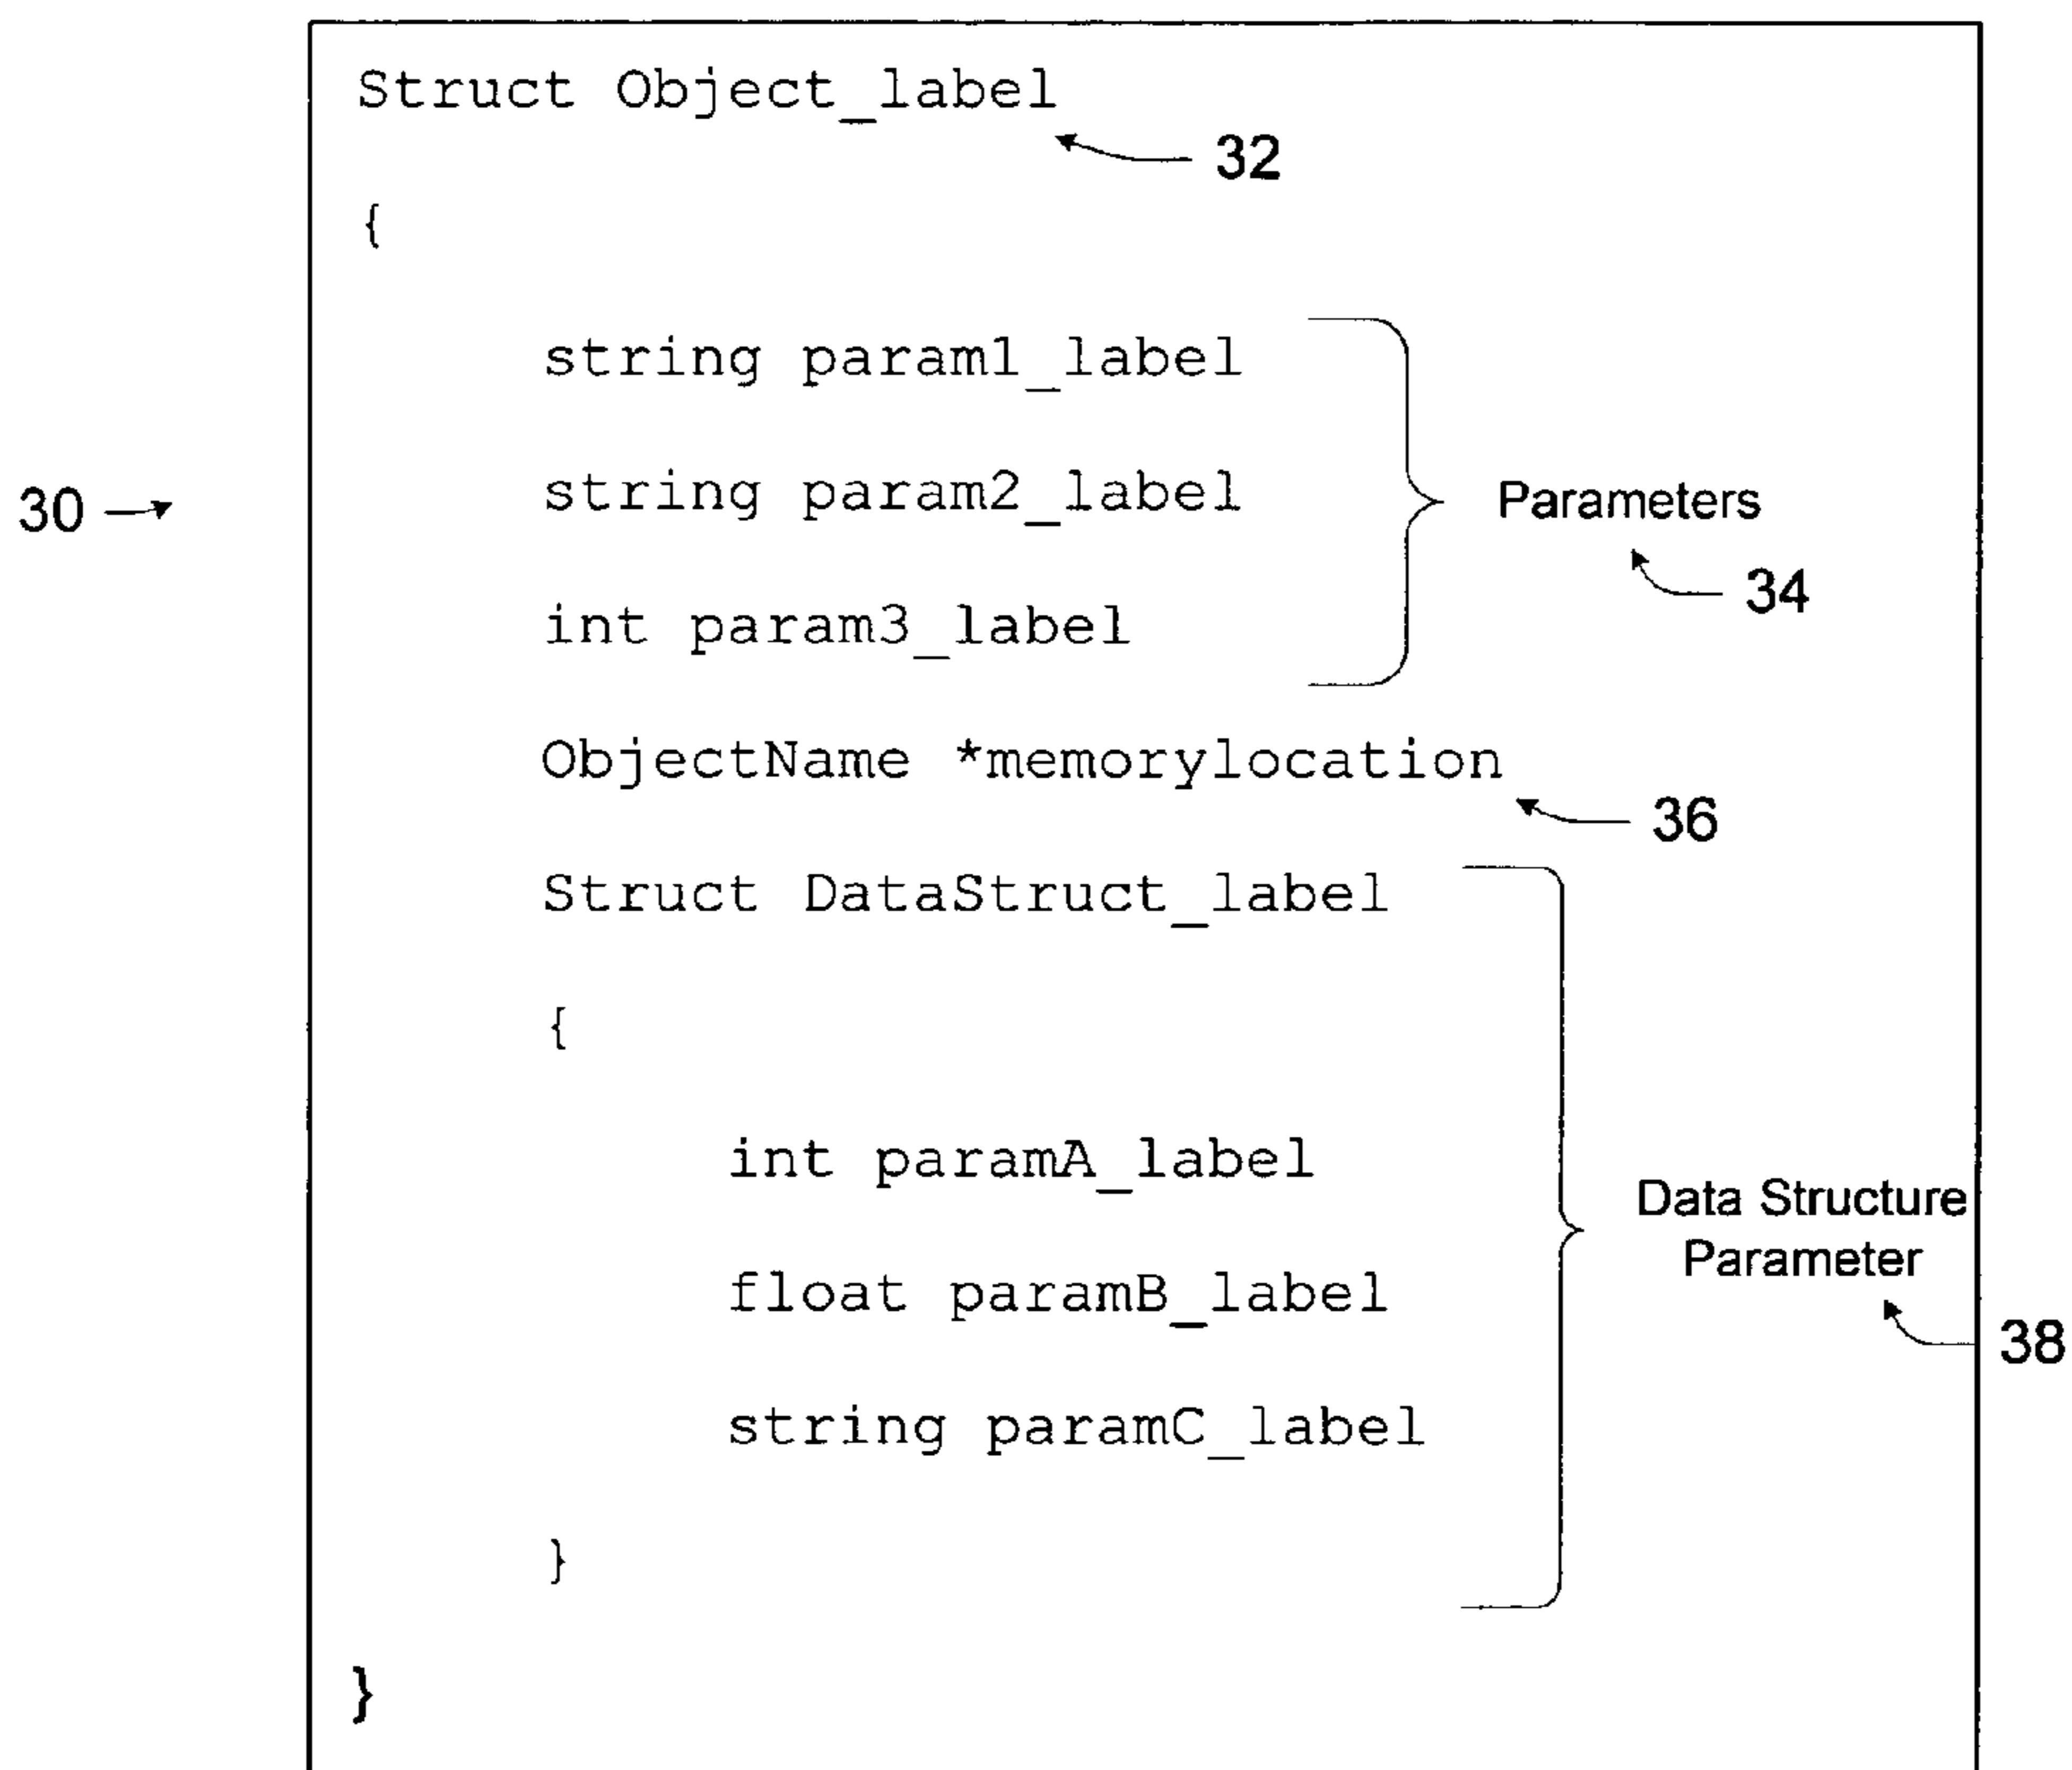 Struct Object_label
32
{
string param1_label
string param2_label
30
Parameters
34
int param3_label
ObjectName *memorylocation
36
Struct DataStruct_label
{
int paramA_label
Data Structure
Parameter
float paramB_label
38
string paramC_label
}
}